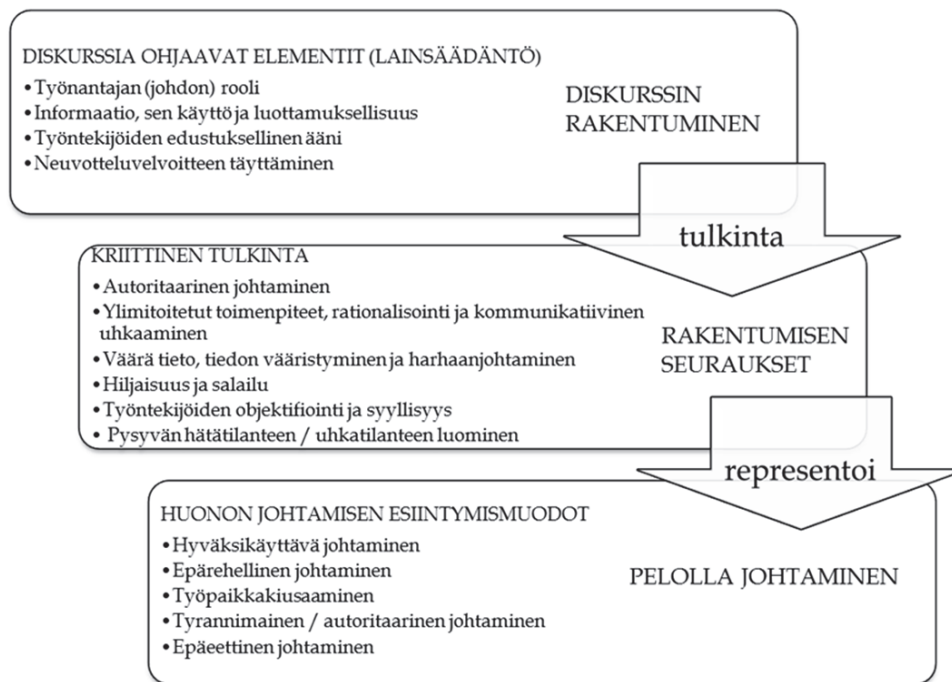 DISKURSSIA OHJAAVAT ELEMENTIT (LAINSÄÄDÄNTÖ)
•Työnantajan (johdon) rooli
•Informaatio, sen käyttö ja luottamuksellisuus
•Työntekijöiden edustuksellinen ääni
•Neuvotteluvelvoitteen täyttäminen
DISKURSSIN
RAKENTUMINEN
tulkinta
KRIITTINEN TULKINTA
•Autoritaarinen johtaminen
•Ylimitoitetut toimenpiteet, rationalisointi ja kommunikatiivinen
uhkaaminen
•Väärä tieto, tiedon vääristyminen ja harhaanjohtaminen
•Hiljaisuus ja salailu
•Työntekijöiden objektifiointi ja syyllisyys
• Pysyvän hätätilanteen / uhkatilanteen luominen
RAKENTUMISEN
SEURAUKSET
representoi
HUONON JOHTAMISEN ESIINTYMISMUODOT
•Hyväksikäyttävä johtaminen
•Epärehellinen johtaminen
•Työpaikkakiusaaminen
•Tyrannimainen / autoritaarinen johtaminen
•Epäeettinen johtaminen
PELOLLA JOHTAMINEN